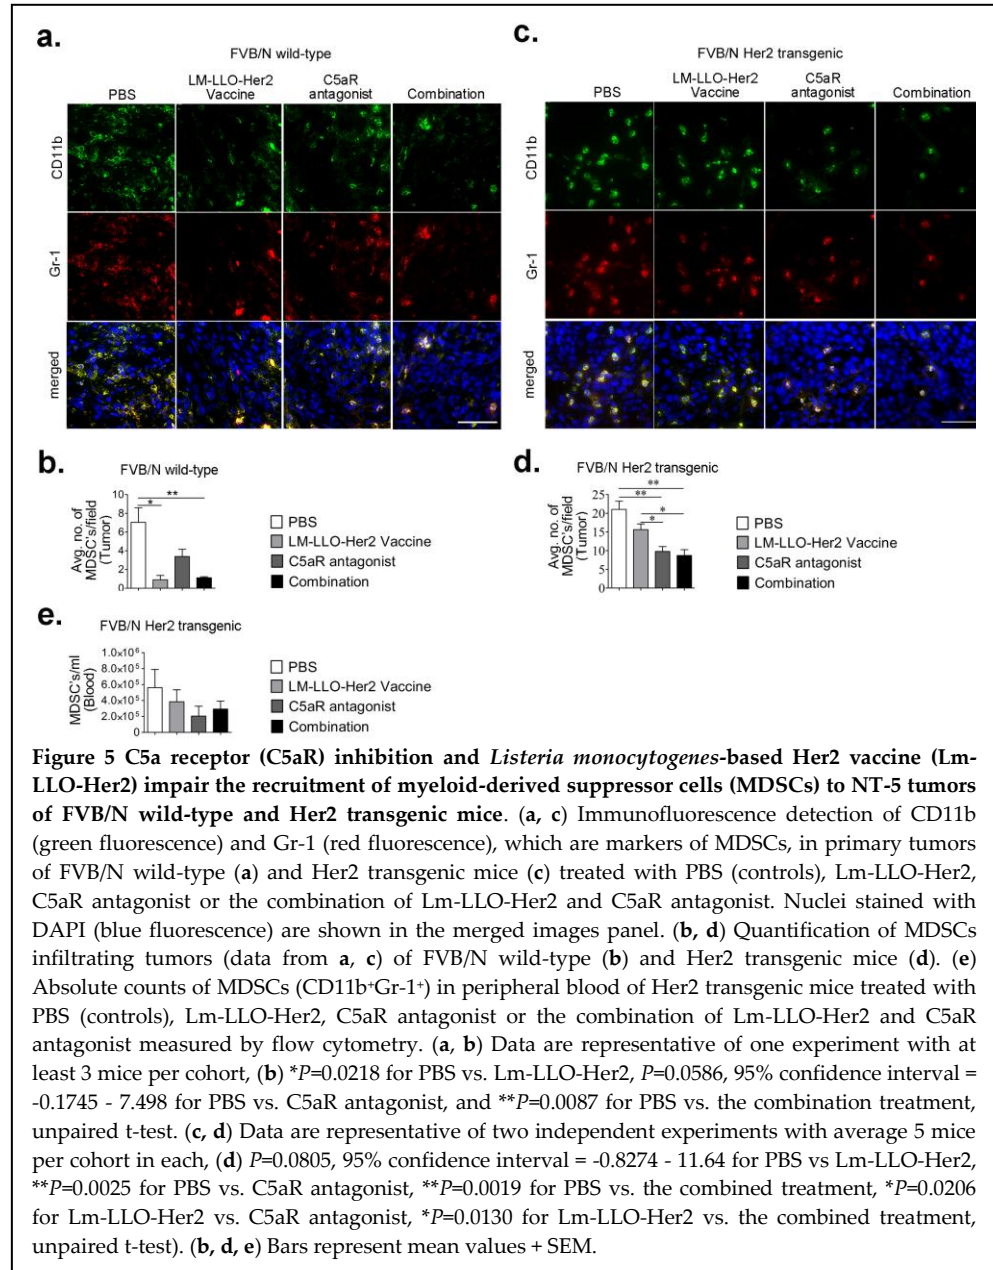 a.
FVB/N wild-type
PBS
LM-LLO-Her2
Vaccine
C5aR
antagonist
Combination
CD11b
Gr-1
merged
c.
FVB/N Her2 transgenic
PBS
LM-LLO-Her2
Vaccine
C5aR
antagonist
Combination
CD11b
Gr-1
merged
b.
FVB/N wild-type
Avg. no. of
MDSC's/field
(Tumor)
10
8
6
4
2
0
*
**
PBS
LM-LLO-Her2 Vaccine
C5aR antagonist
Combination
d.
FVB/N Her2 transgenic
Avg. no. of
MDSC's/field
(Tumor)
25
20
15
10
5
0
**
**
*
*
PBS
LM-LLO-Her2 Vaccine
C5aR antagonist
Combination
e.
FVB/N Her2 transgenic
MDSC's/ml
(Blood)
1.0x10⁶
8.0x10⁵
6.0x10⁵
4.0x10⁵
2.0x10⁵
0
PBS
LM-LLO-Her2 Vaccine
C5aR antagonist
Combination
Figure 5 C5a receptor (C5aR) inhibition and Listeria monocytogenes-based Her2 vaccine (Lm-
LLO-Her2) impair the recruitment of myeloid-derived suppressor cells (MDSCs) to NT-5 tumors
of FVB/N wild-type and Her2 transgenic mice. (a, c) Immunofluorescence detection of CD11b
(green fluorescence) and Gr-1 (red fluorescence), which are markers of MDSCs, in primary tumors
of FVB/N wild-type (a) and Her2 transgenic mice (c) treated with PBS (controls), Lm-LLO-Her2,
C5aR antagonist or the combination of Lm-LLO-Her2 and C5aR antagonist. Nuclei stained with
DAPI (blue fluorescence) are shown in the merged images panel. (b, d) Quantification of MDSCs
infiltrating tumors (data from a, c) of FVB/N wild-type (b) and Her2 transgenic mice (d). (e)
Absolute counts of MDSCs (CD11b⁺Gr-1⁺) in peripheral blood of Her2 transgenic mice treated with
PBS (controls), Lm-LLO-Her2, C5aR antagonist or the combination of Lm-LLO-Her2 and C5aR
antagonist measured by flow cytometry. (a, b) Data are representative of one experiment with at
least 3 mice per cohort, (b) *P=0.0218 for PBS vs. Lm-LLO-Her2, P=0.0586, 95% confidence interval =
-0.1745 - 7.498 for PBS vs. C5aR antagonist, and **P=0.0087 for PBS vs. the combination treatment,
unpaired t-test. (c, d) Data are representative of two independent experiments with average 5 mice
per cohort in each, (d) P=0.0805, 95% confidence interval = -0.8274 - 11.64 for PBS vs Lm-LLO-Her2,
**P=0.0025 for PBS vs. C5aR antagonist, **P=0.0019 for PBS vs. the combined treatment, *P=0.0206
for Lm-LLO-Her2 vs. C5aR antagonist, *P=0.0130 for Lm-LLO-Her2 vs. the combined treatment,
unpaired t-test). (b, d, e) Bars represent mean values + SEM.